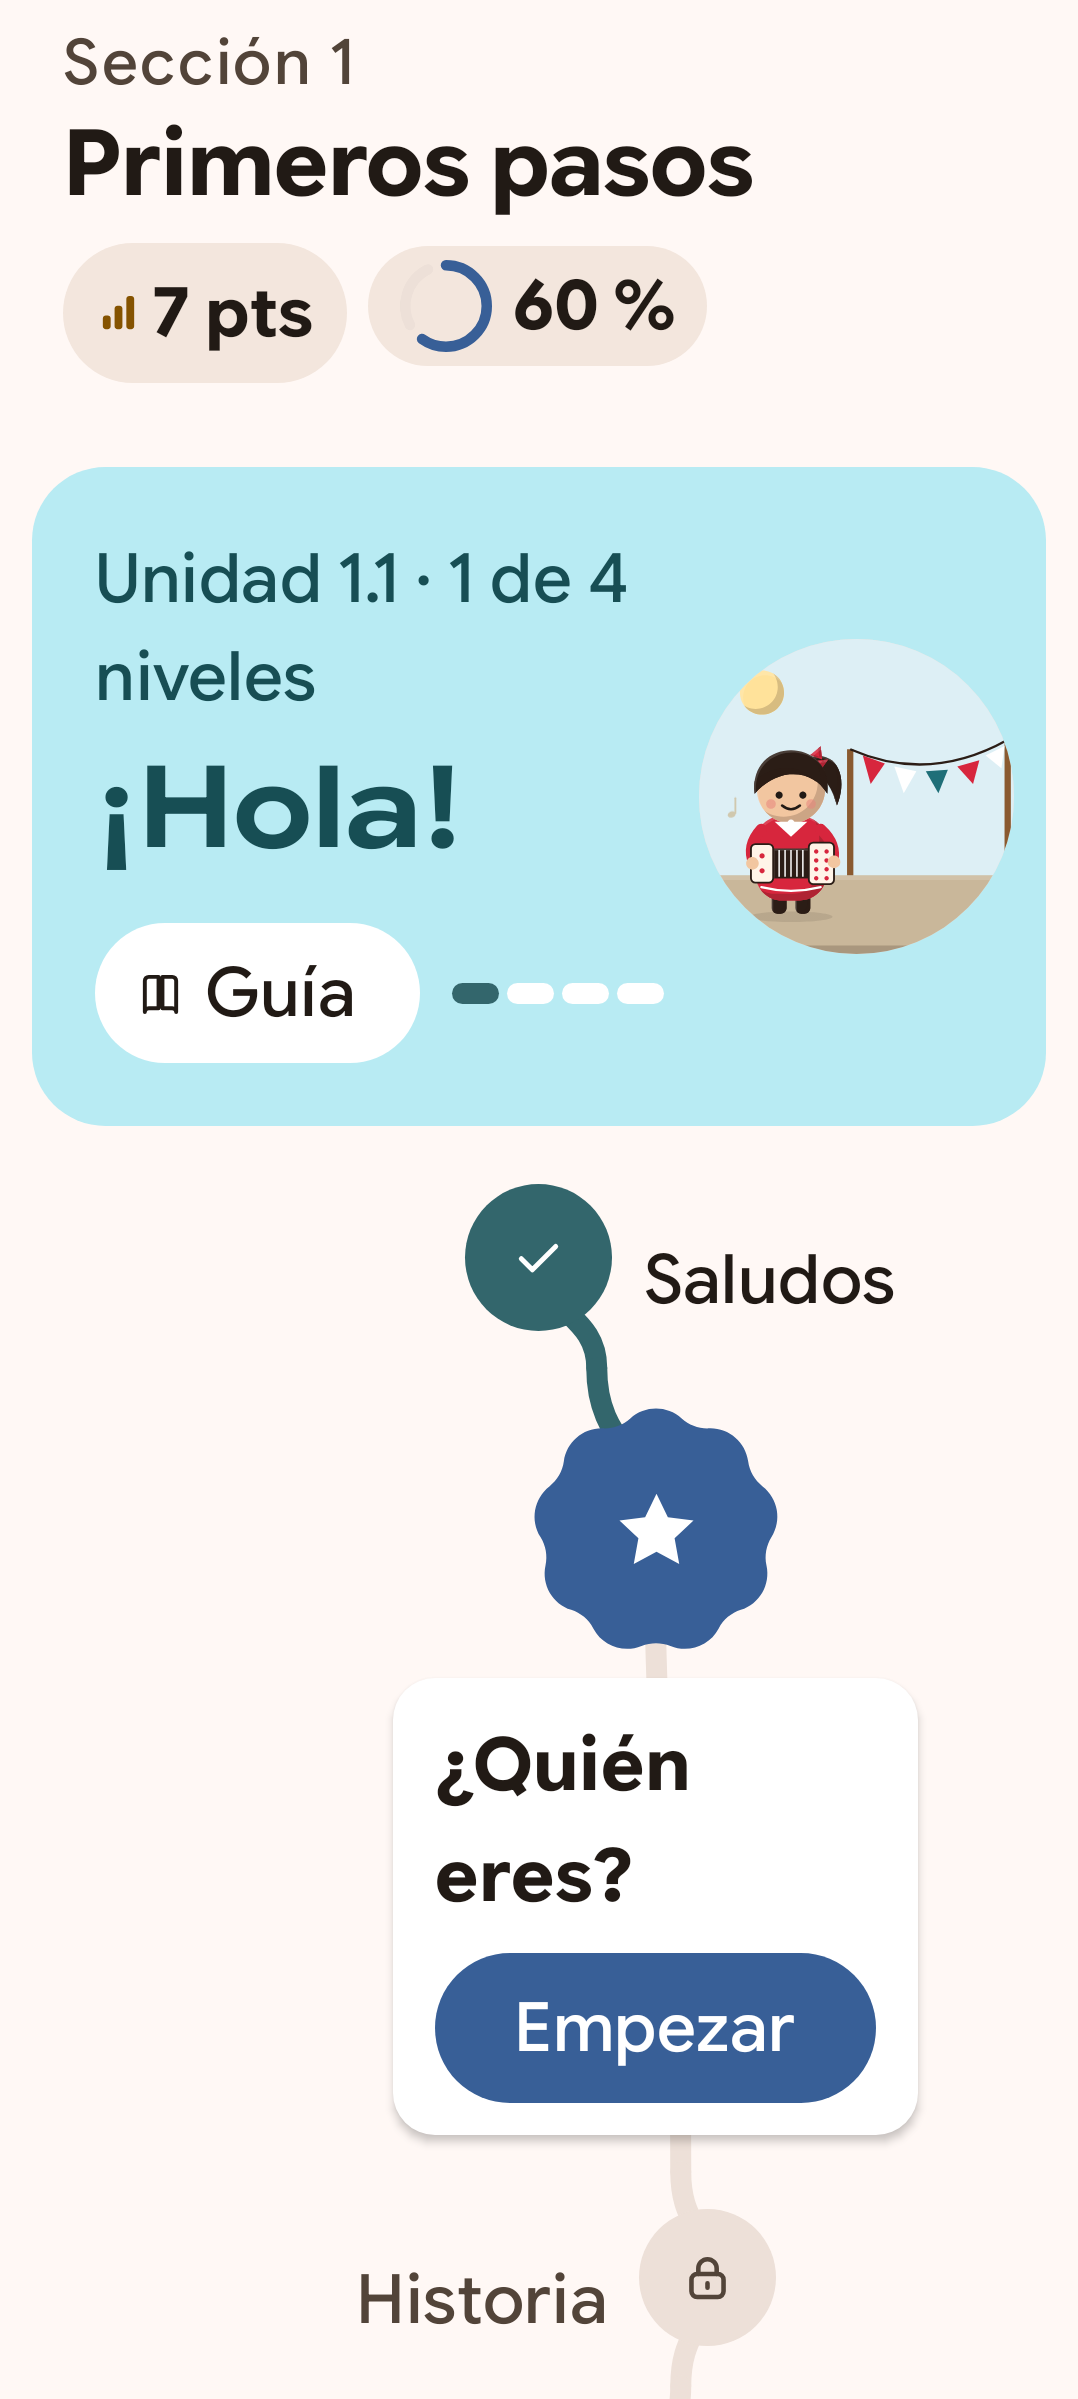 Sección 1
Primeros pasos
7 pts
60 %
Unidad 1.1 · 1 de 4
niveles
¡Hola!
Guía
Saludos
¿Quién
eres?
Empezar
Historia